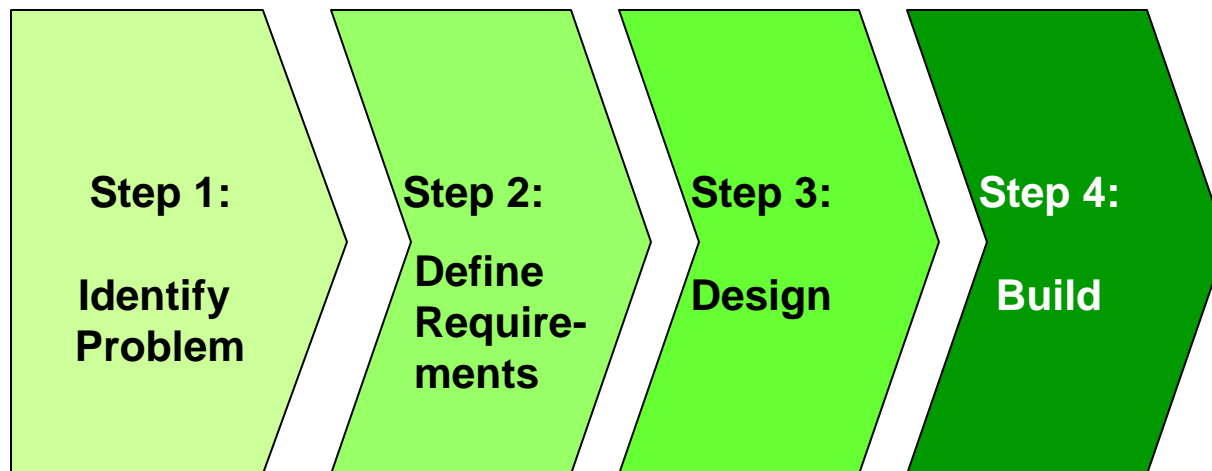 Step 1:
Identify
Problem
Step 2:
Define
Require-
ments
Step 3:
Design
Step 4:
Build